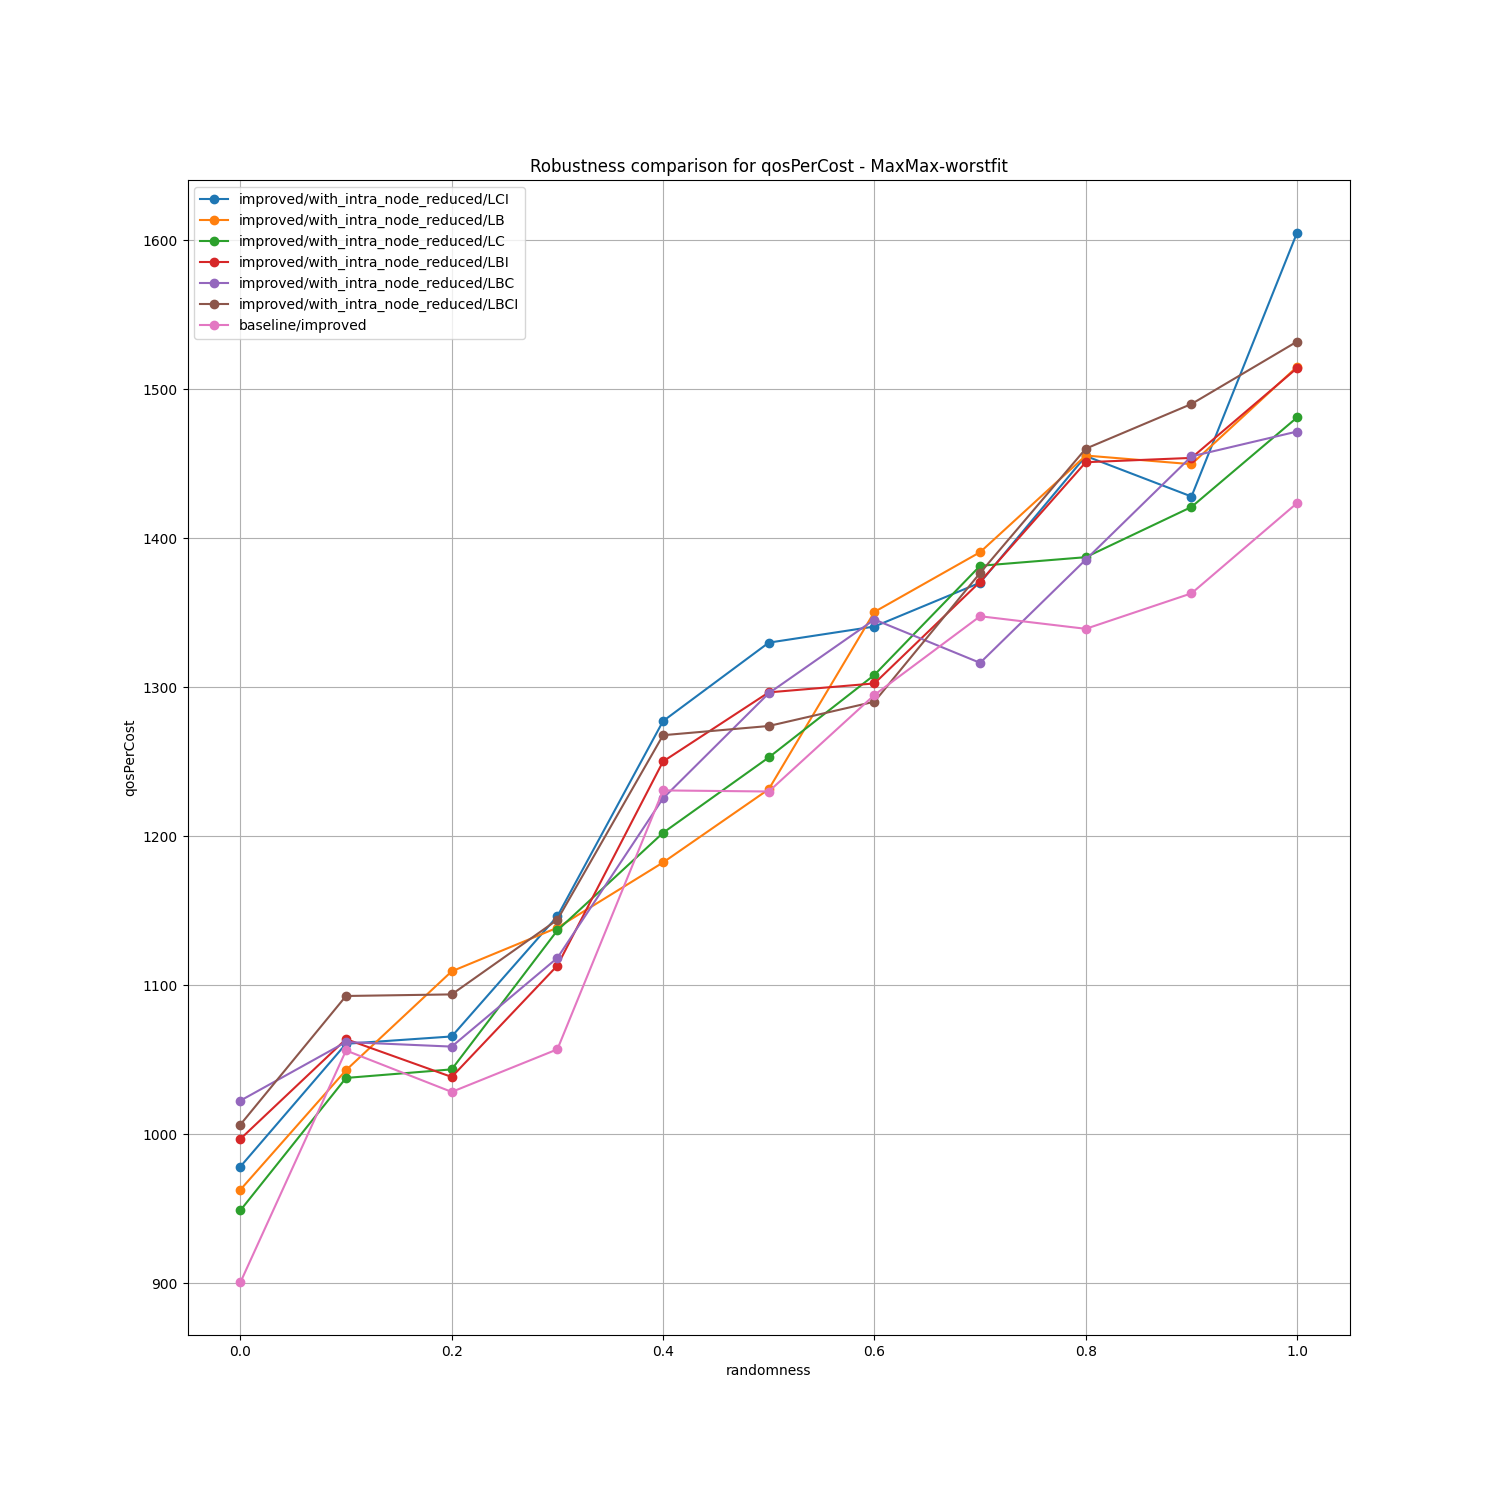 Robustness comparison for qosPerCost - MaxMax-worstfit
improved/with_intra_node_reduced/LCI
improved/with_intra_node_reduced/LB
improved/with_intra_node_reduced/LC
improved/with_intra_node_reduced/LBI
improved/with_intra_node_reduced/LBC
improved/with_intra_node_reduced/LBCI
baseline/improved
1600
1500
1400
1300
1200
1100
1000
900
qosPerCost
0.0 0.2 0.4 0.6 0.8 1.0
randomness